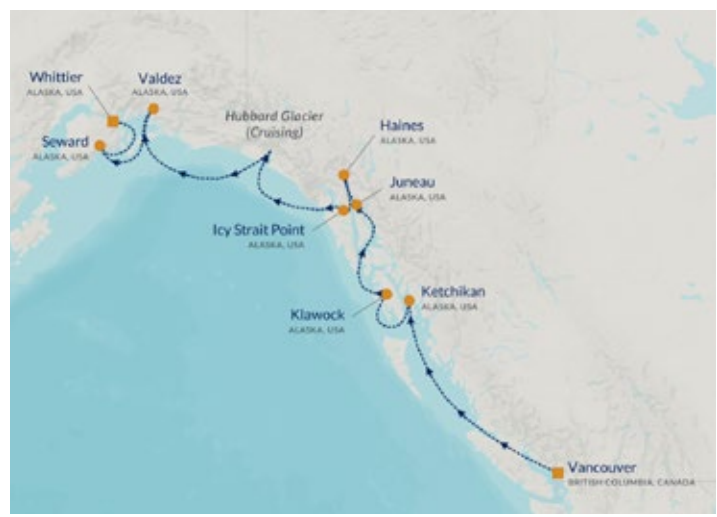 Whittier
ALASKA, USA
Valdez
ALASKA, USA
Seward
ALASKA, USA
Hubbard Glacier
(Cruising)
Haines
ALASKA, USA
Juneau
ALASKA, USA
Icy Strait Point
ALASKA, USA
Klawock
ALASKA, USA
Ketchikan
ALASKA, USA
Vancouver
BRITISH COLUMBIA, CANADA